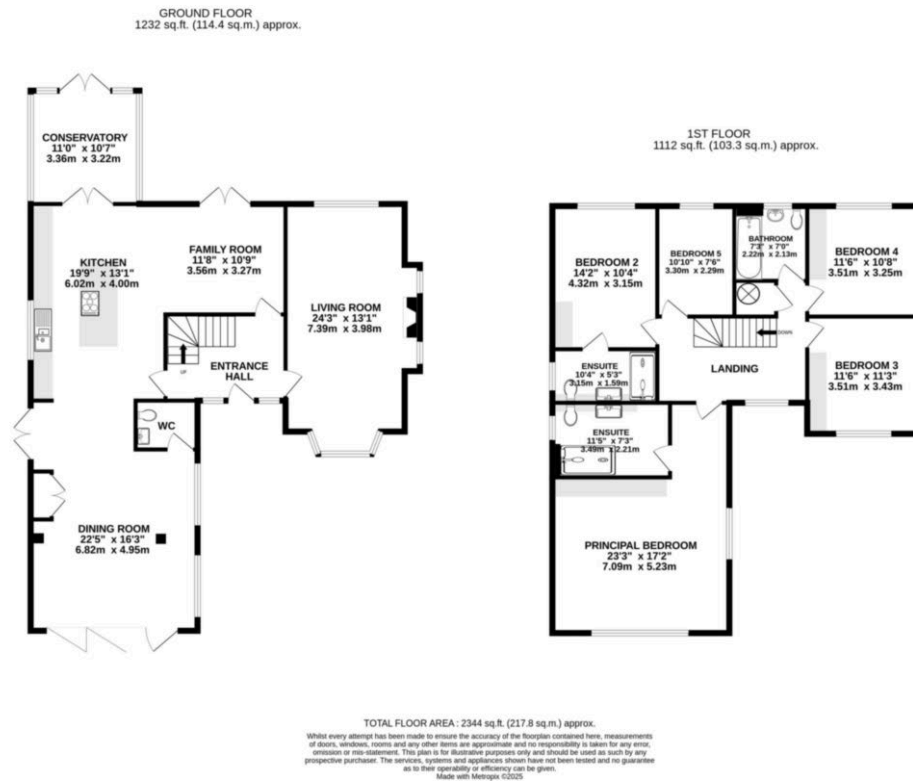 GROUND FLOOR
1232 sq.ft. (114.4 sq.m.) approx.
CONSERVATORY
11'0" x 10'7"
3.36m x 3.22m
KITCHEN
19'9" x 13'1"
6.02m x 4.00m
FAMILY ROOM
11'8" x 10'9"
3.56m x 3.27m
LIVING ROOM
24'3" x 13'1"
7.39m x 3.98m
UP
ENTRANCE
HALL
WC
DINING ROOM
22'5" x 16'3"
6.82m x 4.95m
1ST FLOOR
1112 sq.ft. (103.3 sq.m.) approx.
BEDROOM 2
14'2" x 10'4"
4.32m x 3.15m
BEDROOM 5
10'10" x 7'6"
3.30m x 2.29m
BATHROOM
7'3" x 7'0"
2.22m x 2.13m
BEDROOM 4
11'6" x 10'8"
3.51m x 3.25m
DOWN
LANDING
BEDROOM 3
11'6" x 11'3"
3.51m x 3.43m
ENSUITE
10'4" x 5'3"
3.15m x 1.59m
ENSUITE
11'5" x 7'3"
3.49m x 2.21m
PRINCIPAL BEDROOM
23'3" x 17'2"
7.09m x 5.23m
TOTAL FLOOR AREA : 2344 sq.ft. (217.8 sq.m.) approx.
Whilst every attempt has been made to ensure the accuracy of the floorplan contained here, measurements
of doors, windows, rooms and any other items are approximate and no responsibility is taken for any error,
omission or mis-statement. This plan is for illustrative purposes only and should be used as such by any
prospective purchaser. The services, systems and appliances shown have not been tested and no guarantee
as to their operability or efficiency can be given.
Made with Metropix ©2025